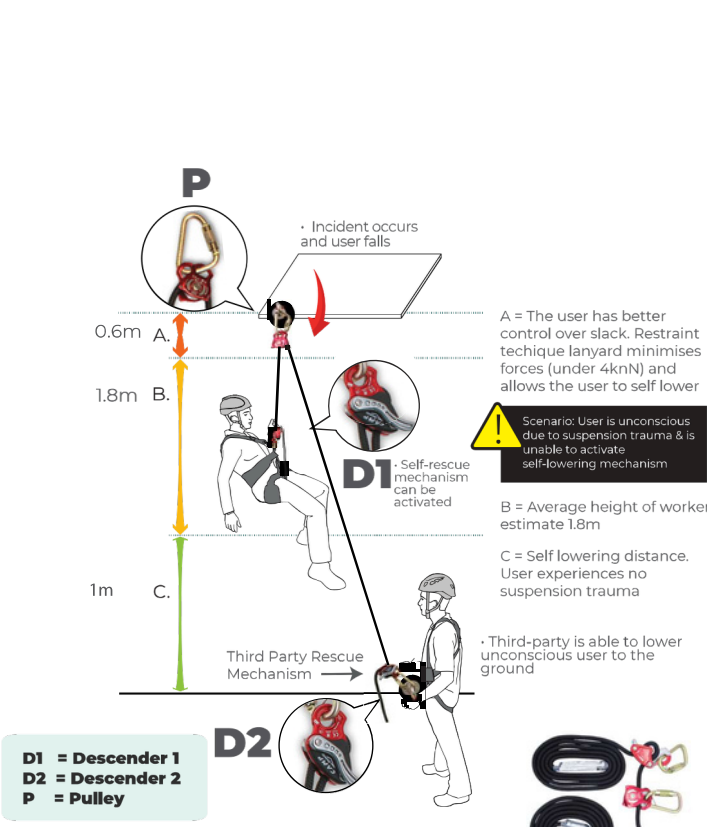 P
• Incident occurs
and user falls
0.6m A.
1.8m B.
A = The user has better
control over slack. Restraint
techique lanyard minimises
forces (under 4knN) and
allows the user to self lower
Scenario: User is unconscious
due to suspension trauma & is
unable to activate
self-lowering mechanism
D1
• Self-rescue
mechanism
can be
activated
B = Average height of worker
estimate 1.8m
C = Self lowering distance.
User experiences no
suspension trauma
1m C.
• Third-party is able to lower
unconscious user to the
ground
Third Party Rescue
Mechanism
D2
D1 = Descender 1
D2 = Descender 2
P = Pulley